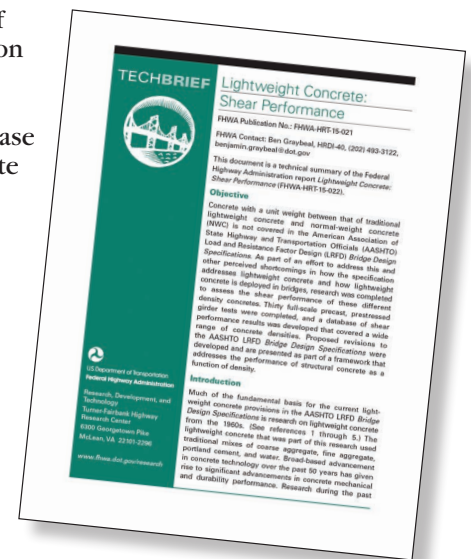 f
on
ase
te
TECHBRIEF
Lightweight Concrete:
Shear Performance
FHWA Publication No.: FHWA-HRT-15-021
FHWA Contact: Ben Graybeal, HRDI-40, (202) 493-3122,
benjamin.graybeal@dot.gov
This document is a technical summary of the Federal
Highway Administration report Lightweight Concrete:
Shear Performance (FHWA-HRT-15-022).
Objective
Concrete with a unit weight between that of traditional
lightweight concrete and normal-weight concrete
(NWC) is not covered in the American Association of
State Highway and Transportation Officials (AASHTO)
Load and Resistance Factor Design (LRFD) Bridge Design
Specifications. As part of an effort to address this and
other perceived shortcomings in how the specification
addresses lightweight concrete and how lightweight
concrete is deployed in bridges, research was completed
to assess the shear performance of these different
density concretes. Thirty full-scale precast, prestressed
girder tests were completed, and a database of shear
performance results was developed that covered a wide
range of concrete densities. Proposed revisions to
the AASHTO LRFD Bridge Design Specifications were
developed and are presented as part of a framework that
addresses the performance of structural concrete as a
function of density.
Introduction
Much of the fundamental basis for the current light-
weight concrete provisions in the AASHTO LRFD Bridge
Design Specifications is research on lightweight concrete
from the 1960s. (See references 1 through 5.) The
lightweight concrete that was part of this research used
traditional mixes of coarse aggregate, fine aggregate,
portland cement, and water. Broad-based advancement
in concrete technology over the past 50 years has given
rise to significant advancements in concrete mechanical
and durability performance. Research during the past
US Department of Transportation
Federal Highway Administration
Research, Development, and
Technology
Turner-Fairbank Highway
Research Center
6300 Georgetown Pike
McLean, VA 22101-2296
www.fhwa.dot.gov/research